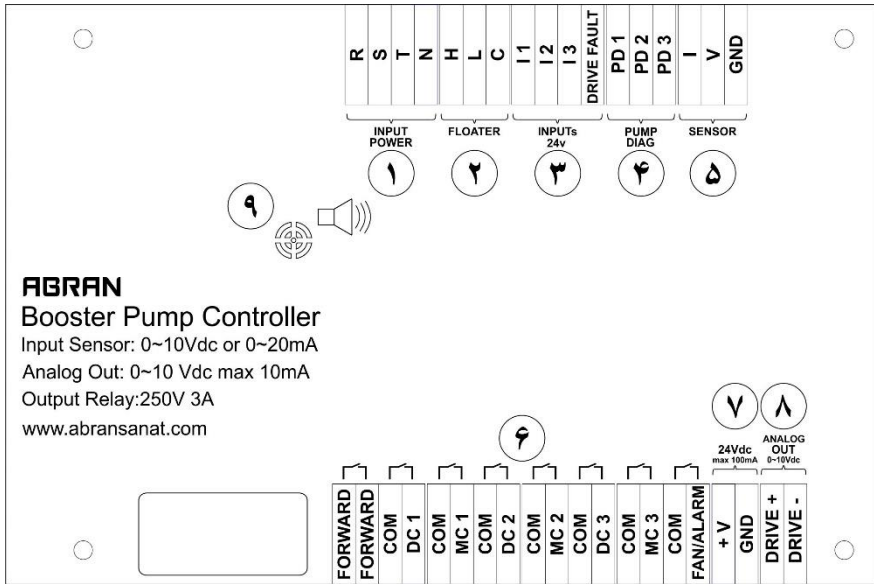 R S T N H L C I 1 I 2 I 3 DRIVE FAULT PD 1 PD 2 PD 3 I V GND
INPUT POWER FLOATER INPUTs 24v PUMP DIAG SENSOR
۱ ۲ ۳ ۴ ۵
۹
ABRAN
Booster Pump Controller
Input Sensor: 0~10Vdc or 0~20mA
Analog Out: 0~10 Vdc max 10mA
Output Relay:250V 3A
www.abransanat.com
۶ ۷ ۸
24Vdc max 100mA ANALOG OUT 0~10Vdc
FORWARD FORWARD COM DC 1 COM MC 1 COM DC 2 COM MC 2 COM DC 3 COM MC 3 COM FAN/ALARM + V GND DRIVE + DRIVE -